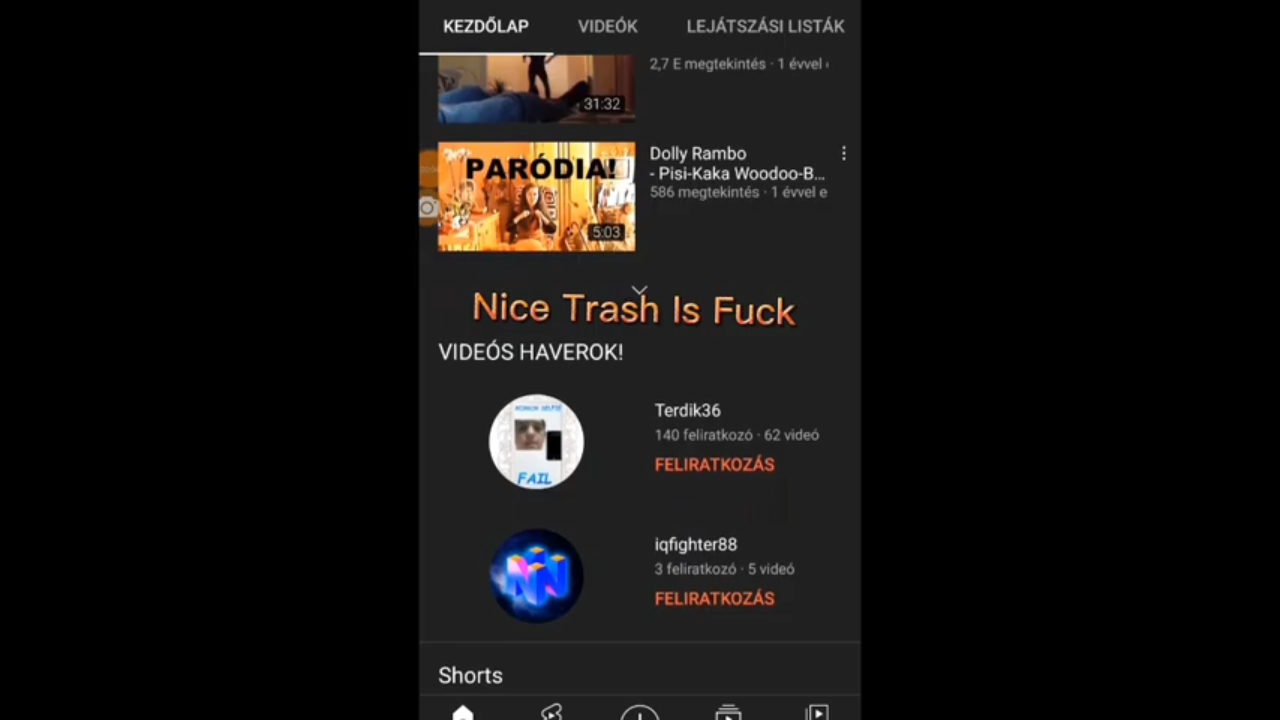 KEZDŐLAP VIDEÓK LEJÁTSZÁSI LISTÁK
2,7 E megtekintés · 1 évvel
31:32
PARÓDIA!
Dolly Rambo
- Pisi-Kaka Woodoo-B...
586 megtekintés · 1 évvel e
5:03
Nice Trash Is Fuck
VIDEÓS HAVEROK!
Terdik36
140 feliratkozó · 62 videó
FELIRATKOZÁS
FAIL
iqfighter88
3 feliratkozó · 5 videó
FELIRATKOZÁS
Shorts